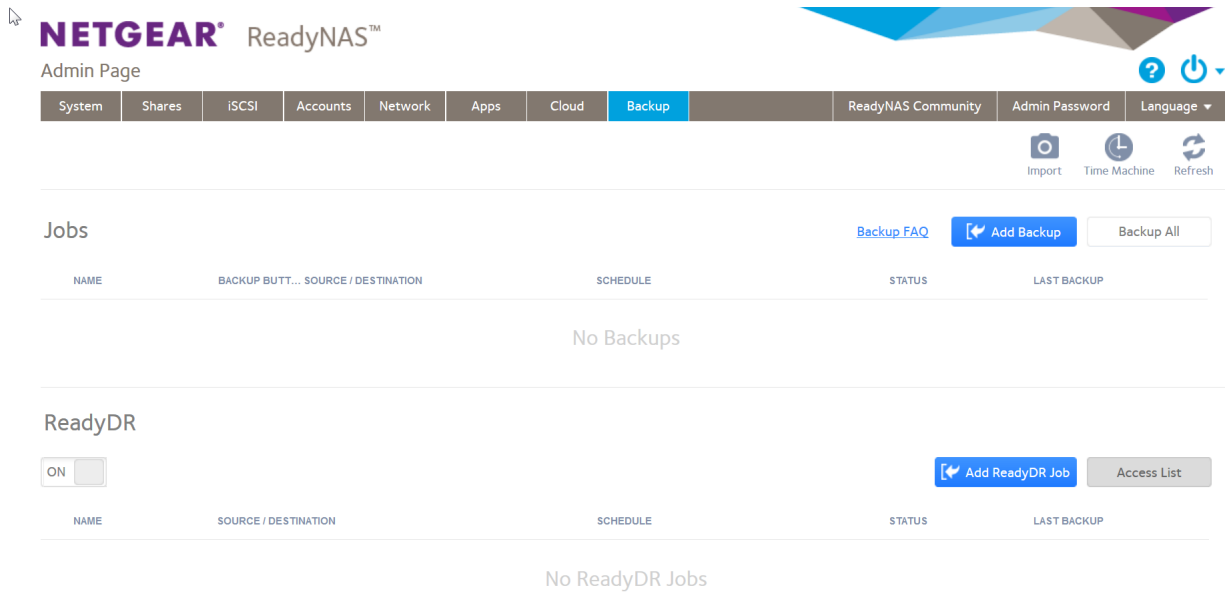 NETGEAR® ReadyNAS™
Admin Page
?
System Shares iSCSI Accounts Network Apps Cloud Backup ReadyNAS Community Admin Password Language
Import Time Machine Refresh
Jobs Backup FAQ Add Backup Backup All
NAME BACKUP BUTT... SOURCE / DESTINATION SCHEDULE STATUS LAST BACKUP
No Backups
ReadyDR
ON Add ReadyDR Job Access List
NAME SOURCE / DESTINATION SCHEDULE STATUS LAST BACKUP
No ReadyDR Jobs